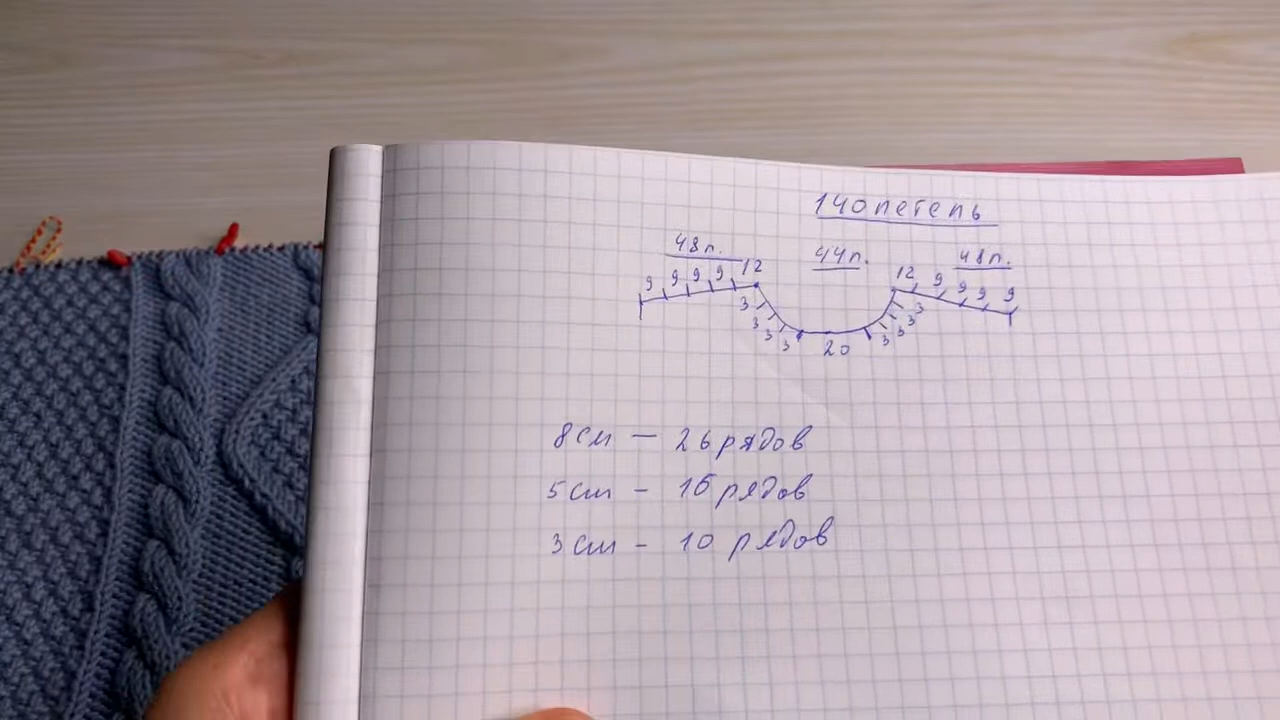 140 петель
48п. 44п. 48п.
9 9 9 9 12 12 9 9 9 9
3 3 3 3 20 3 3 3 3
8см — 26 рядов
5см - 16 рядов
3см - 10 рядов